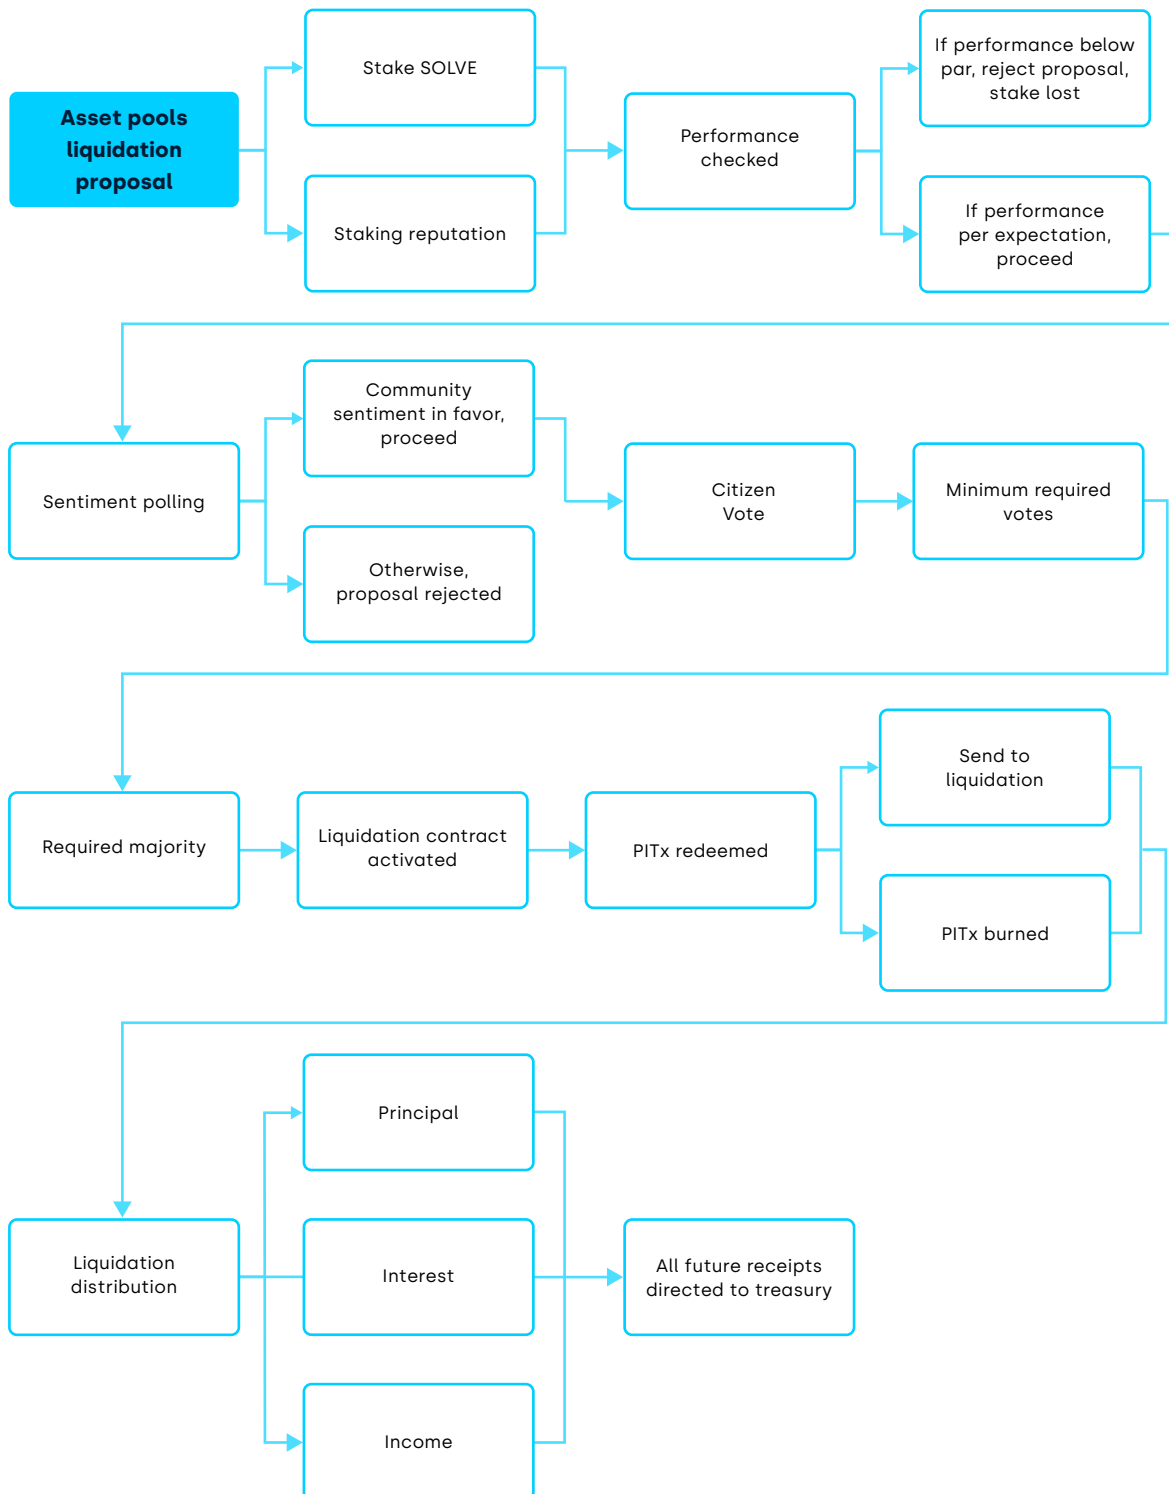 Asset pools
liquidation
proposal
Stake SOLVE
Staking reputation
Performance
checked
If performance below
par, reject proposal,
stake lost
If performance
per expectation,
proceed
Sentiment polling
Community
sentiment in favor,
proceed
Otherwise,
proposal rejected
Citizen
Vote
Minimum required
votes
Required majority
Liquidation contract
activated
PITx redeemed
Send to
liquidation
PITx burned
Liquidation
distribution
Principal
Interest
Income
All future receipts
directed to treasury